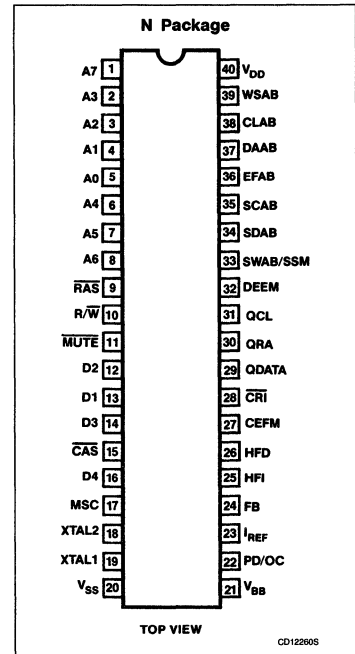 N Package
A7 1 40 VDD
A3 2 39 WSAB
A2 3 38 CLAB
A1 4 37 DAAB
A0 5 36 EFAB
A4 6 35 SCAB
A5 7 34 SDAB
A6 8 33 SWAB/SSM
R̅A̅S̅ 9 32 DEEM
R/W̅ 10 31 QCL
M̅U̅T̅E̅ 11 30 QRA
D2 12 29 QDATA
D1 13 28 C̅R̅I̅
D3 14 27 CEFM
C̅A̅S̅ 15 26 HFD
D4 16 25 HFI
MSC 17 24 FB
XTAL2 18 23 IREF
XTAL1 19 22 PD/OC
VSS 20 21 VBB
TOP VIEW
CD12260S